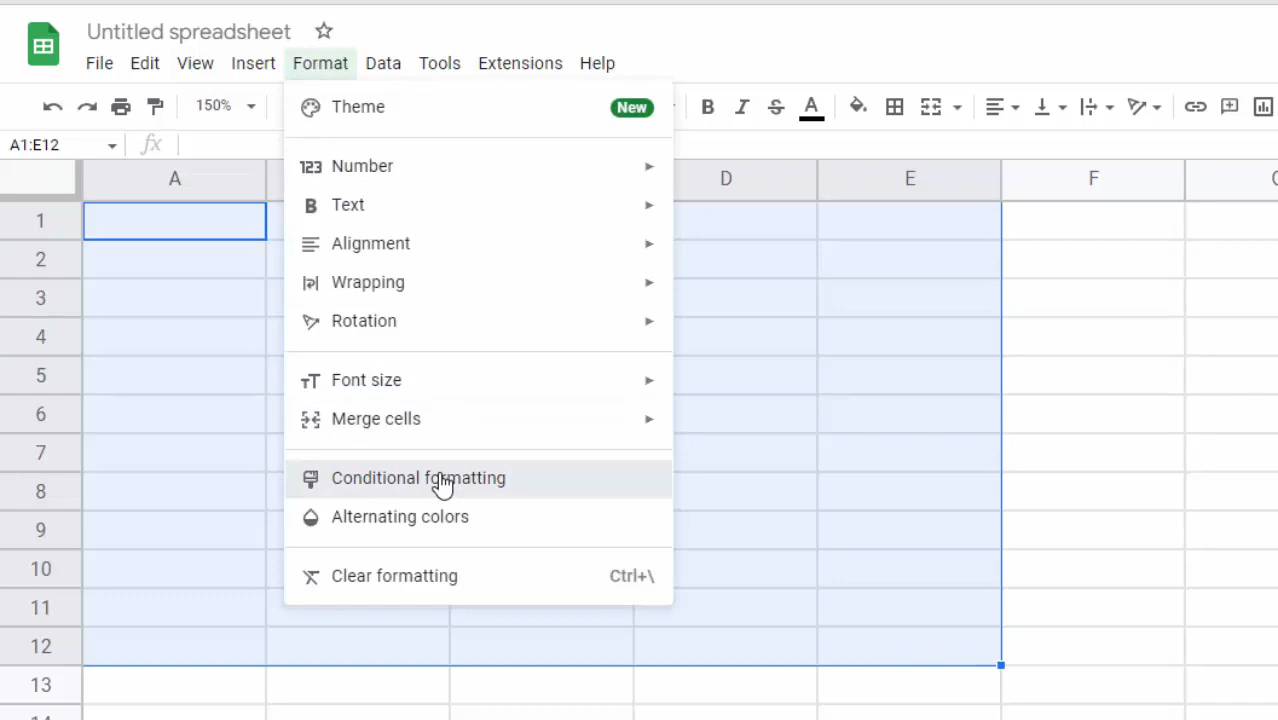 Untitled spreadsheet
File Edit View Insert Format Data Tools Extensions Help
150% B I S A
A1:E12 fx
A D E F
Theme New
123 Number
B Text
Alignment
Wrapping
Rotation
Font size
Merge cells
Conditional formatting
Alternating colors
Clear formatting Ctrl+\
1
2
3
4
5
6
7
8
9
10
11
12
13